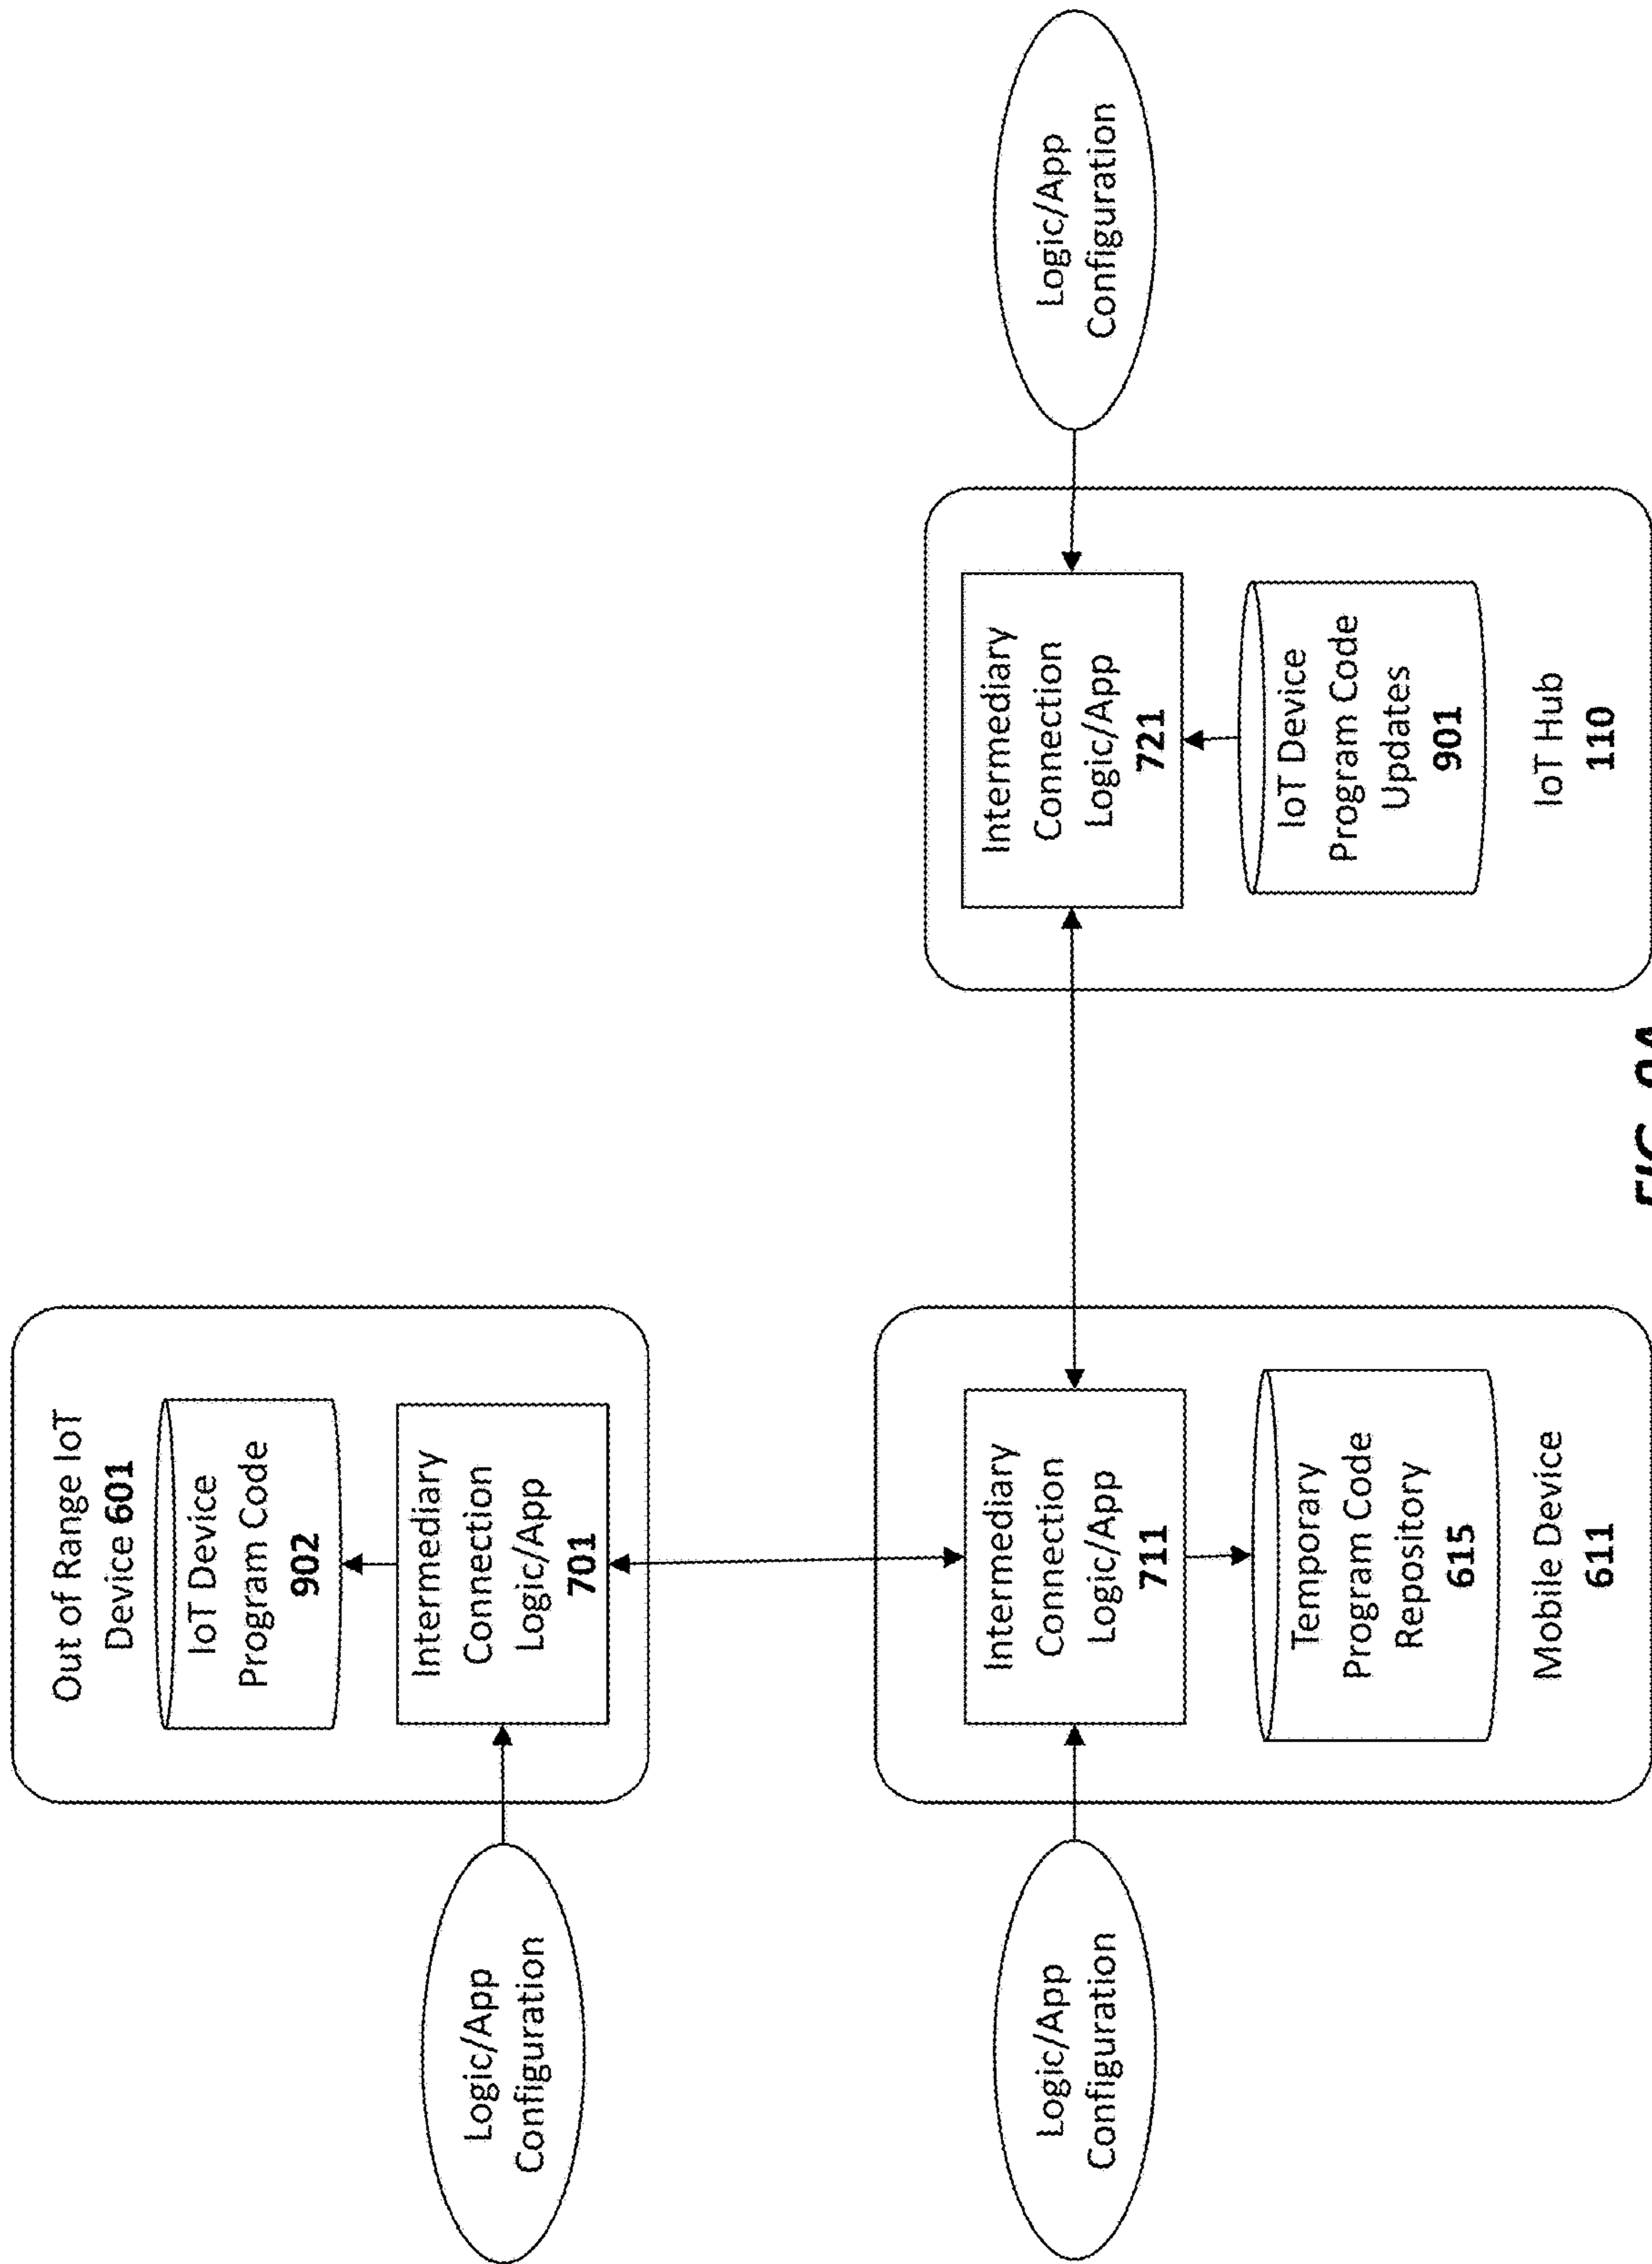 Out of Range IoT
Device 601
IoT Device
Program Code
902
Logic/App
Configuration
Intermediary
Connection
Logic/App
701
Logic/App
Configuration
Intermediary
Connection
Logic/App
711
Temporary
Program Code
Repository
615
Mobile Device
611
Intermediary
Connection
Logic/App
721
IoT Device
Program Code
Updates
901
IoT Hub
110
Logic/App
Configuration
FIG. 9A